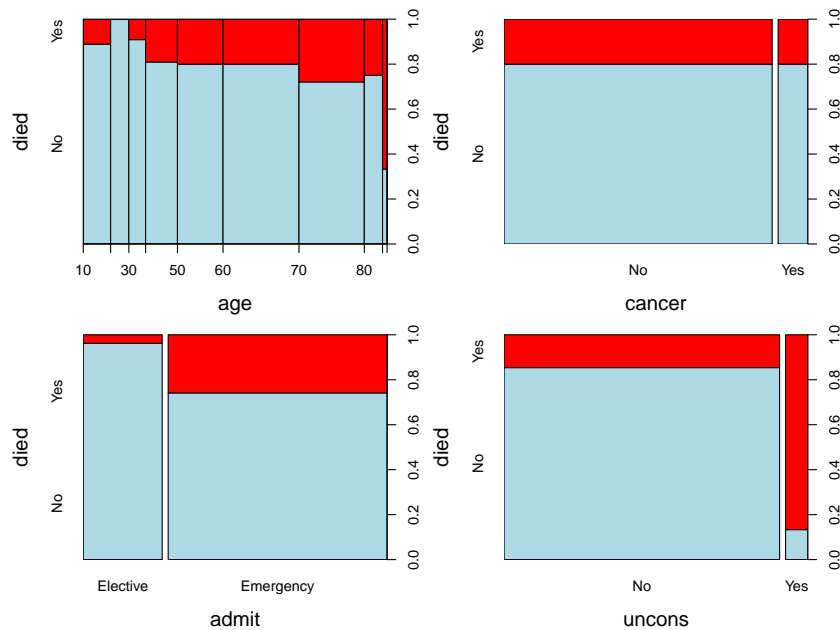 died
Yes
No
0.0 0.2 0.4 0.6 0.8 1.0
10 30 50 60 70 80
age
died
Yes
No
0.0 0.2 0.4 0.6 0.8 1.0
No Yes
cancer
died
Yes
No
0.0 0.2 0.4 0.6 0.8 1.0
Elective Emergency
admit
died
Yes
No
0.0 0.2 0.4 0.6 0.8 1.0
No Yes
uncons